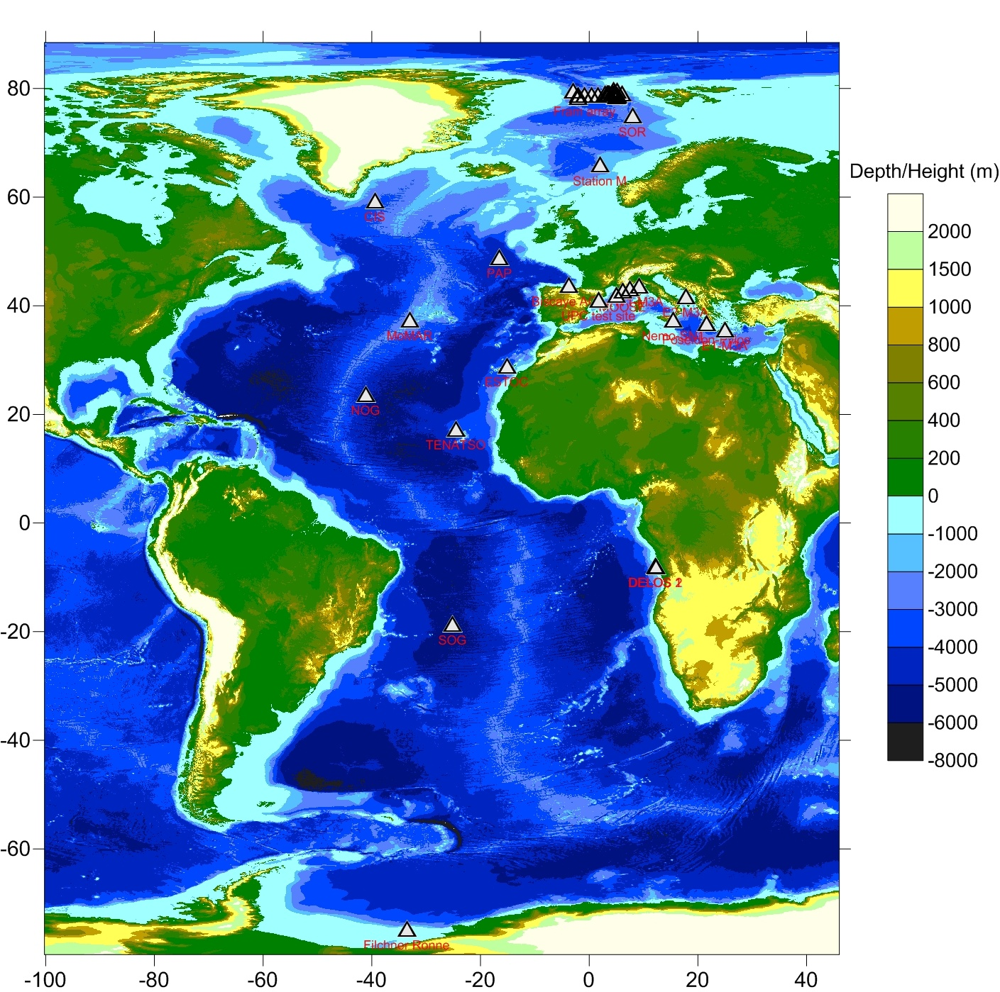 80
60
40
20
0
-20
-40
-60
-100
-80
-60
-40
-20
0
20
40
Fram array
SOR
Station M
CIS
PAP
Biscaye
M3A
UPC test site
MoMAR
ESTOC
NOG
TENATSO
DELOS
SOG
Filchner Ronne
Depth/Height (m)
2000
1500
1000
800
600
400
200
0
-1000
-2000
-3000
-4000
-5000
-6000
-8000